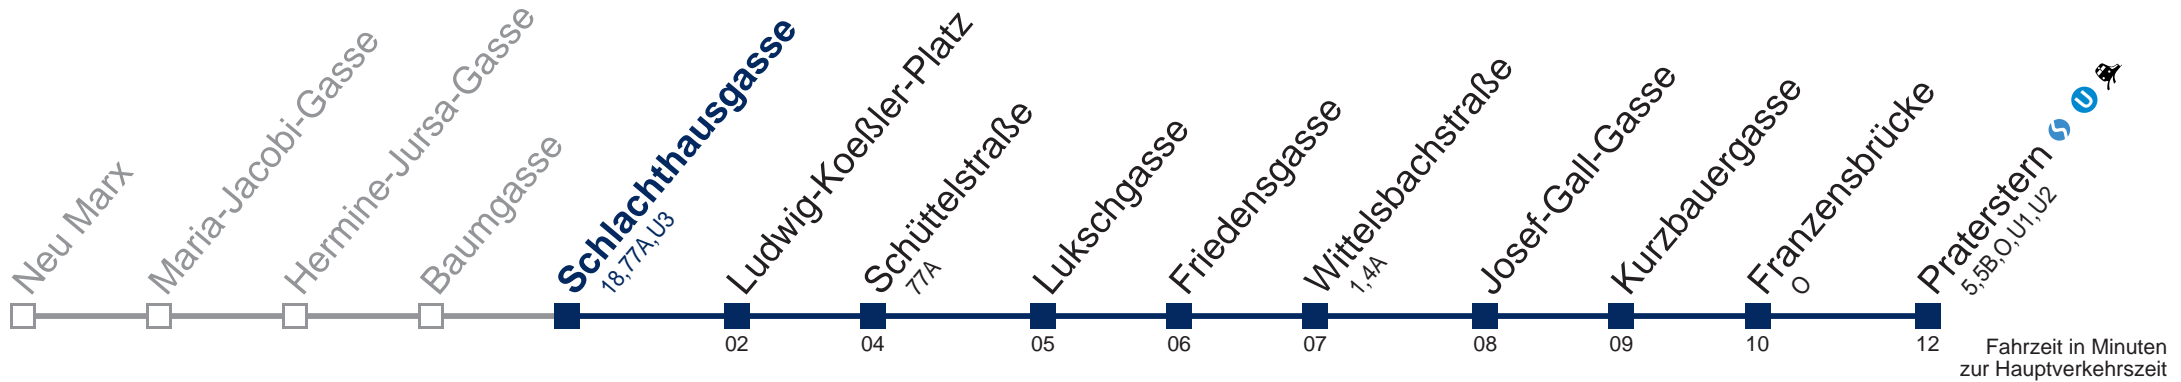 Neu Marx
Maria-Jacobi-Gasse
Hermine-Jursa-Gasse
Baumgasse
Schlachthausgasse
18,77A,U3
Ludwig-Koeßler-Platz
02
Schüttelstraße
77A
04
Lukschgasse
05
Friedensgasse
06
Wittelsbachstraße
1,4A
07
Josef-Gall-Gasse
08
Kurzbauergasse
09
Franzensbrücke
O
10
Praterstern S U
5,5B,O,U1,U2
12
Fahrzeit in Minuten
zur Hauptverkehrszeit